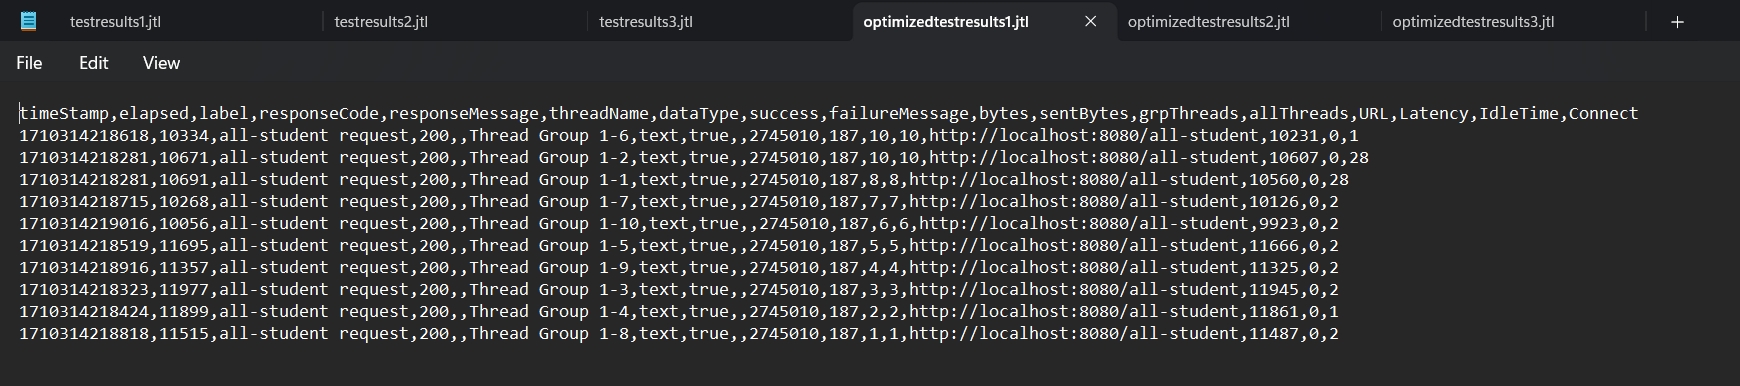 testresults1.jtl testresults2.jtl testresults3.jtl optimizedtestresults1.jtl optimizedtestresults2.jtl optimizedtestresults3.jtl
File Edit View
timeStamp,elapsed,label,responseCode,responseMessage,threadName,dataType,success,failureMessage,bytes,sentBytes,grpThreads,allThreads,URL,Latency,IdleTime,Connect
1710314218618,10334,all-student request,200,,Thread Group 1-6,text,true,,2745010,187,10,10,http://localhost:8080/all-student,10231,0,1
1710314218281,10671,all-student request,200,,Thread Group 1-2,text,true,,2745010,187,10,10,http://localhost:8080/all-student,10607,0,28
1710314218281,10691,all-student request,200,,Thread Group 1-1,text,true,,2745010,187,8,8,http://localhost:8080/all-student,10560,0,28
1710314218715,10268,all-student request,200,,Thread Group 1-7,text,true,,2745010,187,7,7,http://localhost:8080/all-student,10126,0,2
1710314219016,10056,all-student request,200,,Thread Group 1-10,text,true,,2745010,187,6,6,http://localhost:8080/all-student,9923,0,2
1710314218519,11695,all-student request,200,,Thread Group 1-5,text,true,,2745010,187,5,5,http://localhost:8080/all-student,11666,0,2
1710314218916,11357,all-student request,200,,Thread Group 1-9,text,true,,2745010,187,4,4,http://localhost:8080/all-student,11325,0,2
1710314218323,11977,all-student request,200,,Thread Group 1-3,text,true,,2745010,187,3,3,http://localhost:8080/all-student,11945,0,2
1710314218424,11899,all-student request,200,,Thread Group 1-4,text,true,,2745010,187,2,2,http://localhost:8080/all-student,11861,0,1
1710314218818,11515,all-student request,200,,Thread Group 1-8,text,true,,2745010,187,1,1,http://localhost:8080/all-student,11487,0,2